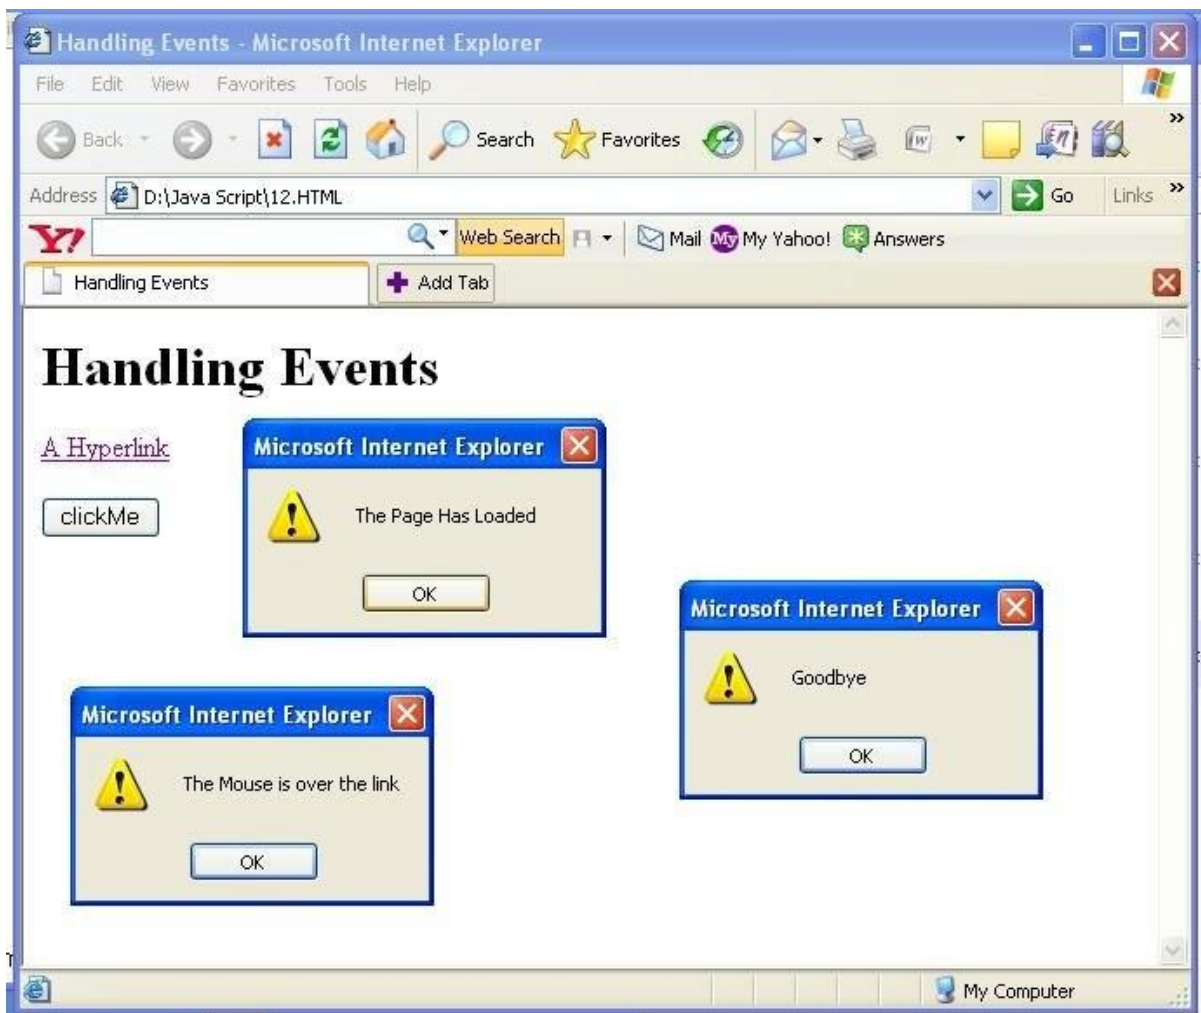 Handling Events - Microsoft Internet Explorer
File Edit View Favorites Tools Help
Back Search Favorites »
Address D:\Java Script\12.HTML Go Links »
Y! Web Search Mail My My Yahoo! Answers
Handling Events Add Tab
Handling Events
A Hyperlink
clickMe
Microsoft Internet Explorer
The Page Has Loaded
OK
Microsoft Internet Explorer
Goodbye
OK
Microsoft Internet Explorer
The Mouse is over the link
OK
My Computer